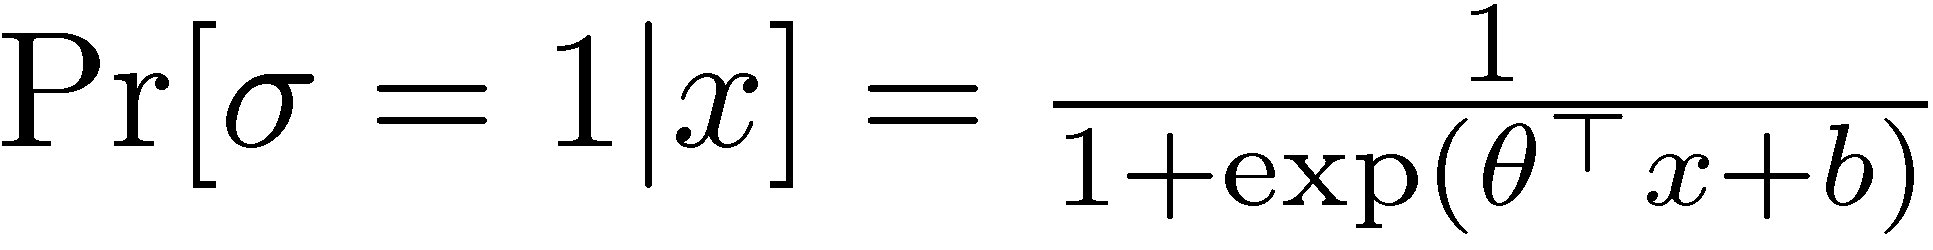 Pr[σ = 1|x] = 1 / 1+exp(θ⊤x+b)